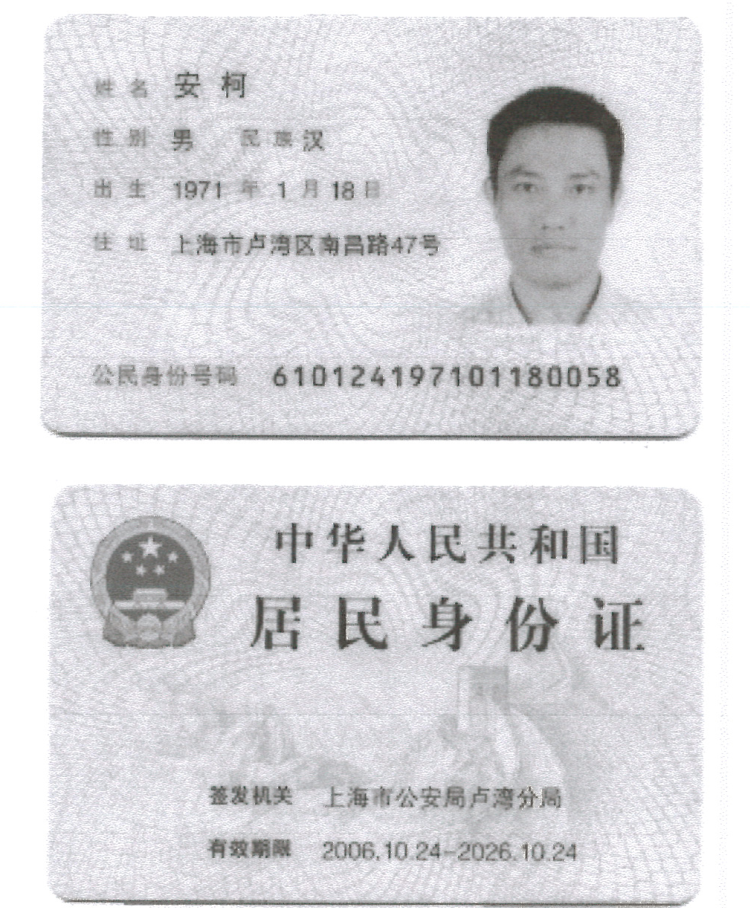 姓名 安柯
性别 男 民族 汉
出生 1971 年 1 月 18 日
住址 上海市卢湾区南昌路47号
公民身份号码 610124197101180058
中华人民共和国
居民身份证
签发机关 上海市公安局卢湾分局
有效期限 2006.10.24-2026.10.24